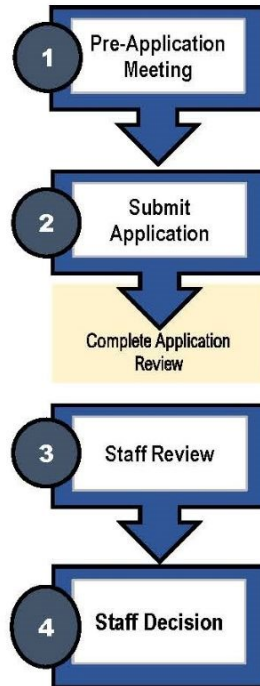 1
Pre-Application
Meeting
2
Submit
Application
Complete Application
Review
3
Staff Review
4
Staff Decision